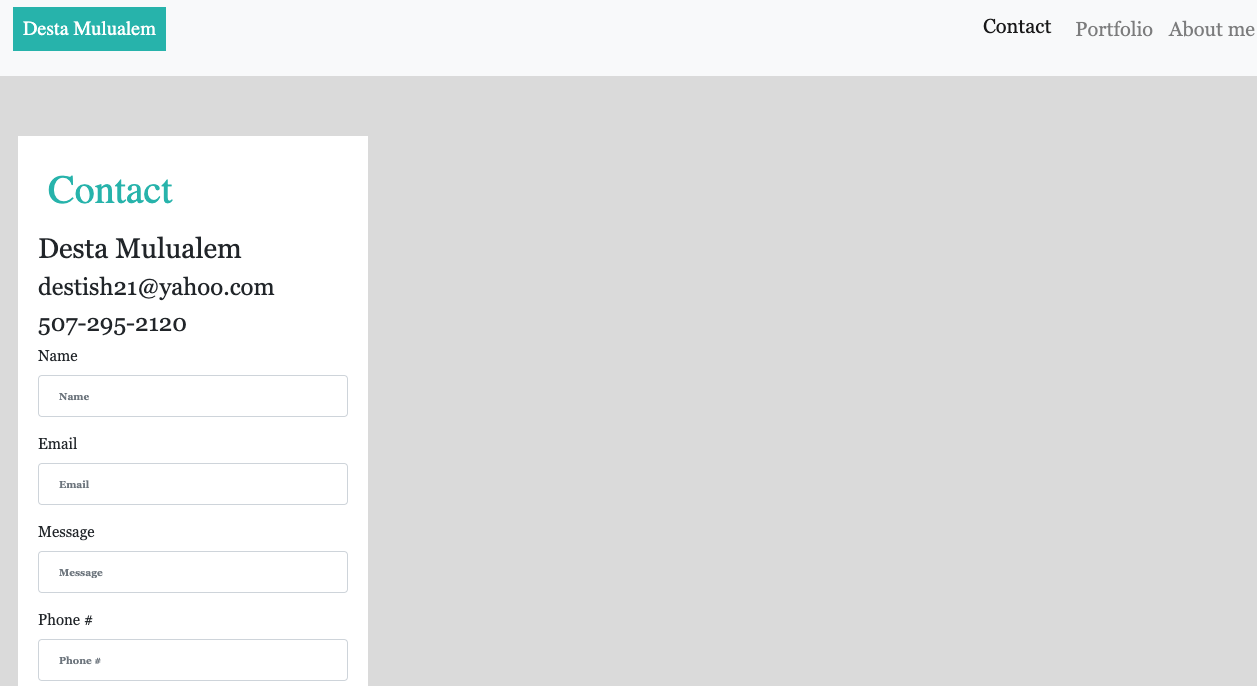 Desta Mulualem
Contact Portfolio About me
Contact
Desta Mulualem
destish21@yahoo.com
507-295-2120
Name
Name
Email
Email
Message
Message
Phone #
Phone #